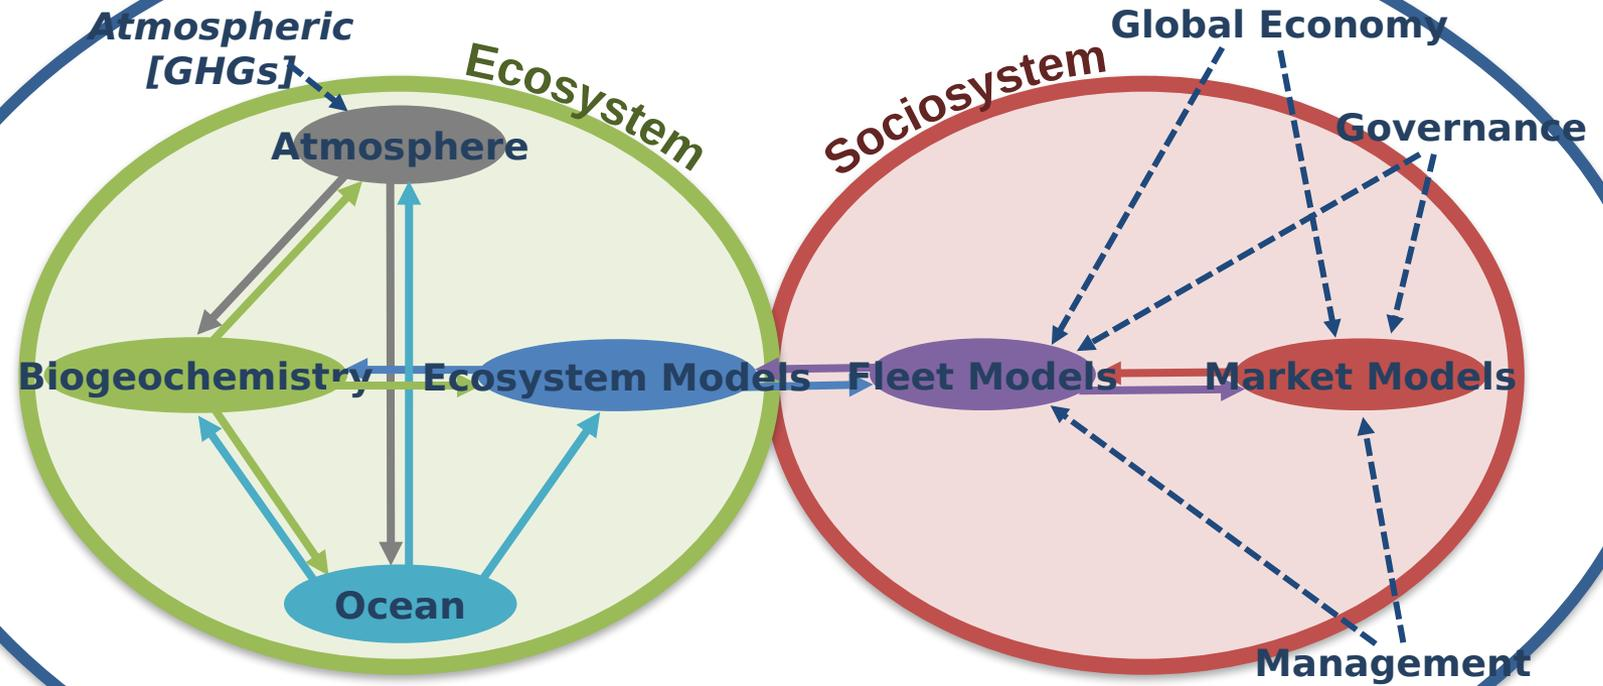 Atmospheric
[GHGs]
Ecosystem
Sociosystem
Global Economy
Governance
Atmosphere
Biogeochemistry
Ecosystem Models
Fleet Models
Market Models
Ocean
Management